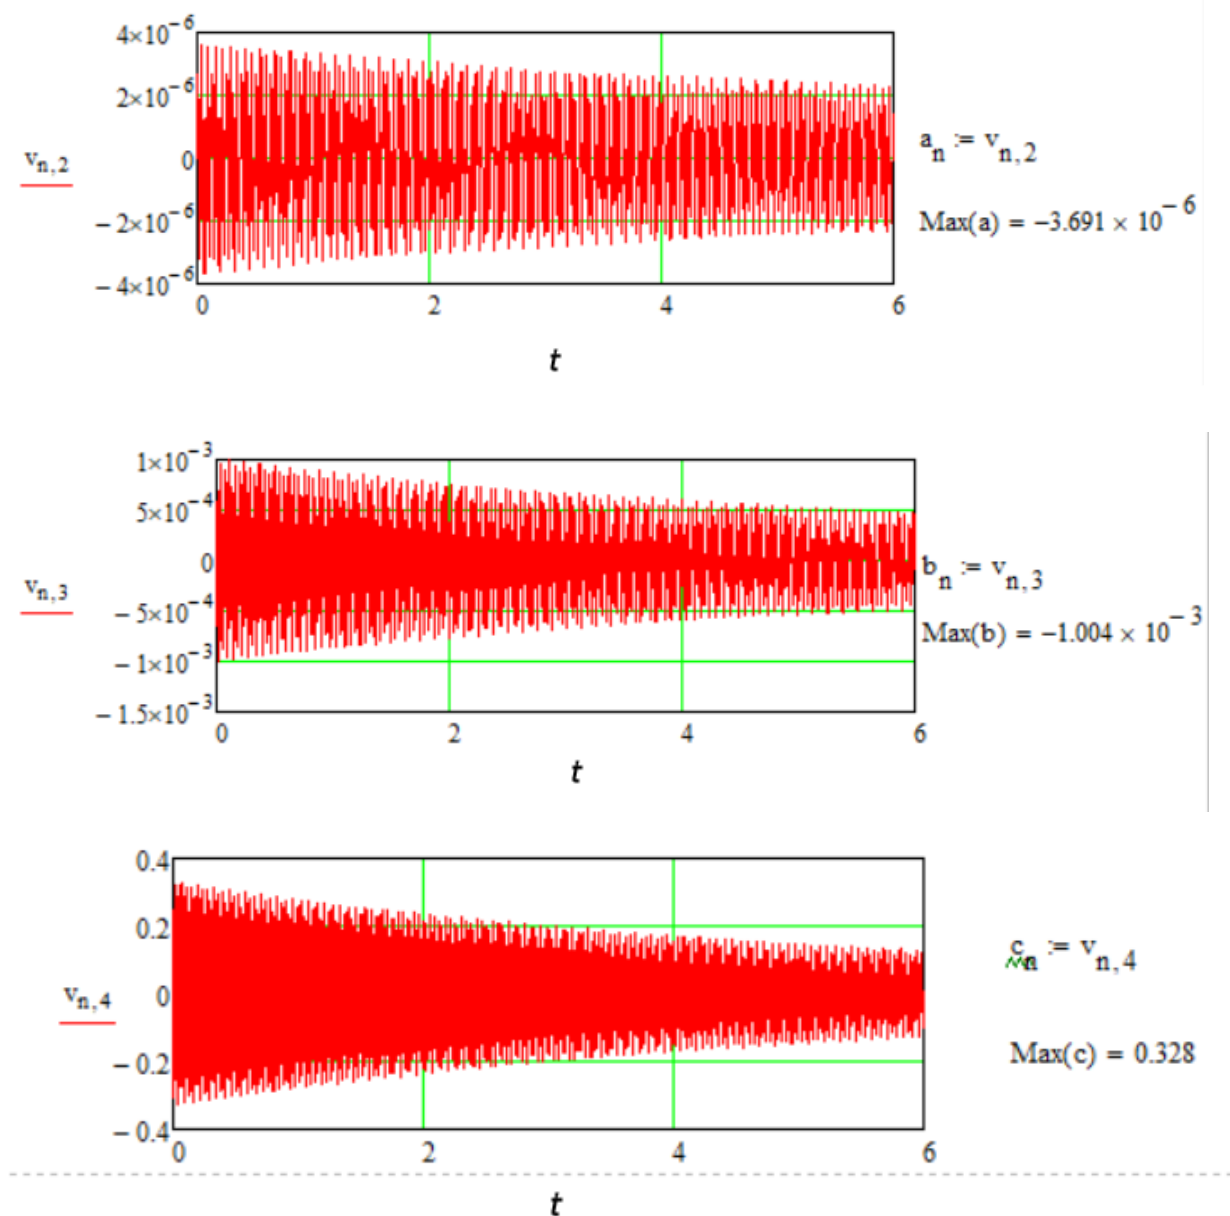 4×10⁻⁶
2×10⁻⁶
vn,2
0
−2×10⁻⁶
−4×10⁻⁶
0 2 4 6
t
an := vn,2
Max(a) = −3.691 × 10⁻⁶
1×10⁻³
5×10⁻⁴
0
vn,3
−5×10⁻⁴
−1×10⁻³
−1.5×10⁻³
0 2 4 6
t
bn := vn,3
Max(b) = −1.004 × 10⁻³
0.4
0.2
vn,4
0
−0.2
−0.4
0 2 4 6
t
cn := vn,4
Max(c) = 0.328